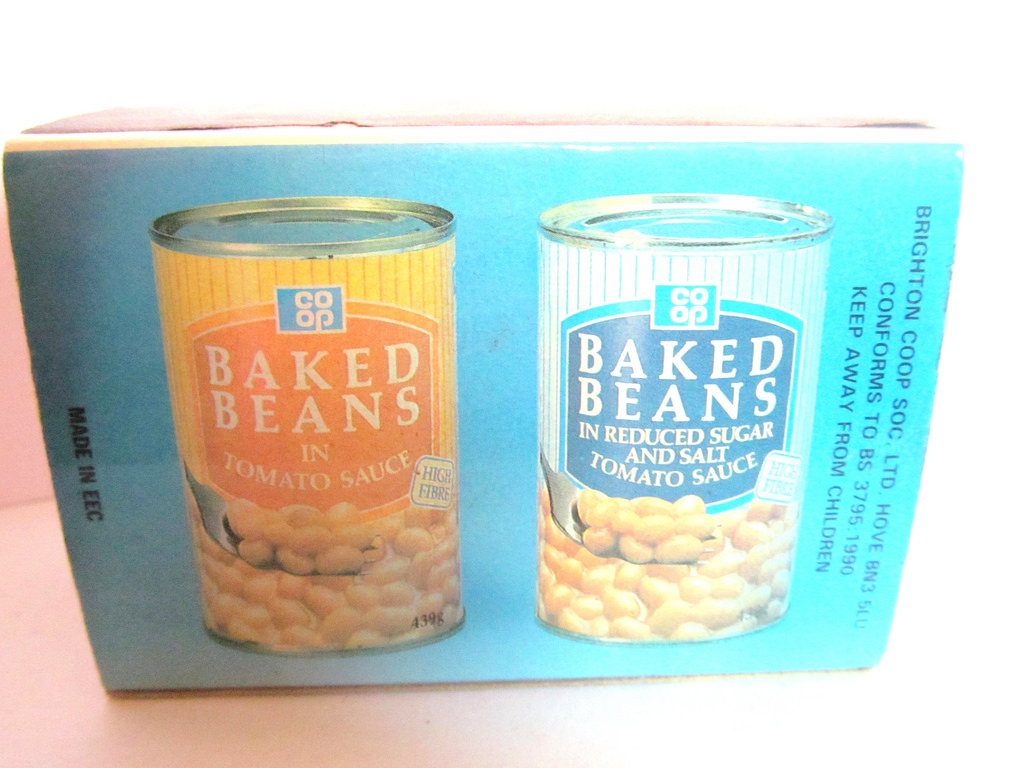 MADE IN EEC
CO
OP
BAKED
BEANS
IN
TOMATO SAUCE
HIGH
FIBRE
439g
CO
OP
BAKED
BEANS
IN REDUCED SUGAR
AND SALT
TOMATO SAUCE
HIGH
FIBRE
BRIGHTON COOP SOC. LTD. HOVE BN3 5LU
CONFORMS TO BS 3795:1990
KEEP AWAY FROM CHILDREN